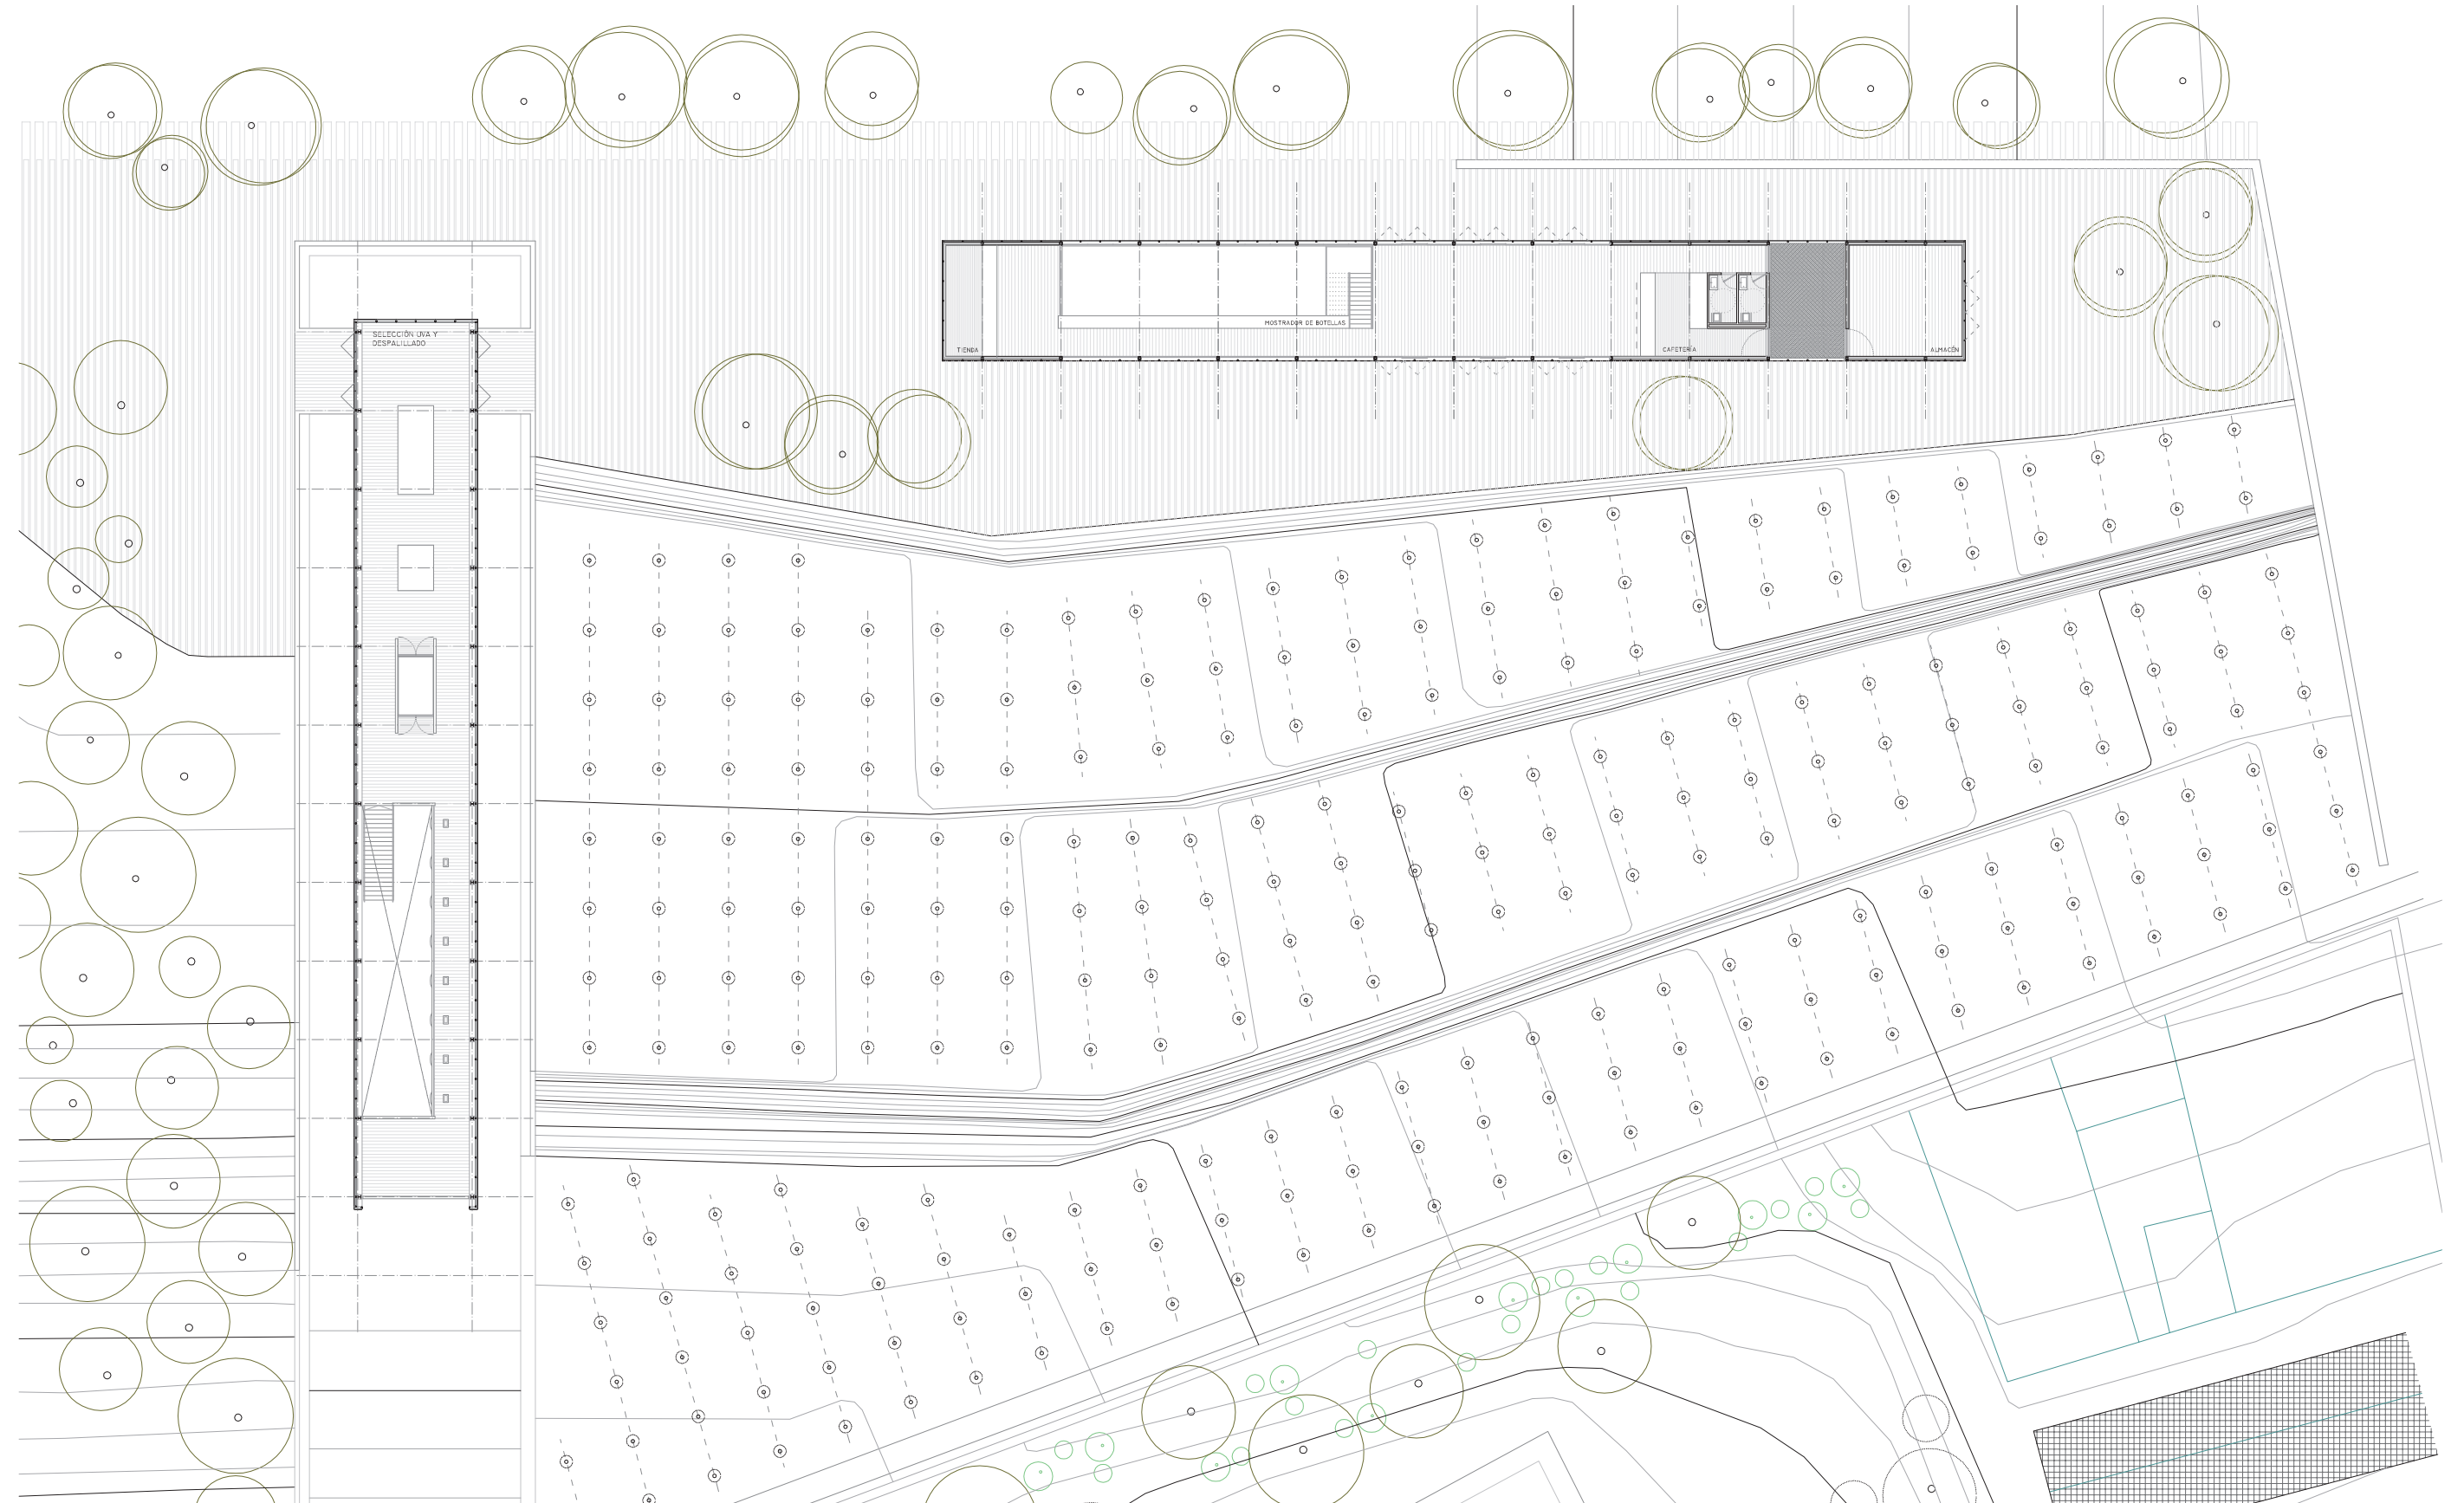 SELECCIÓN UVA Y
DESPALILLADO
MOSTRADOR DE BOTELLAS
TIENDA
CAFETERÍA
ALMACÉN